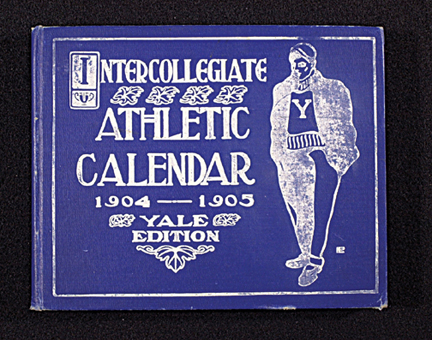 INTERCOLLEGIATE
ATHLETIC
CALENDAR
1904 — 1905
YALE
EDITION
Y